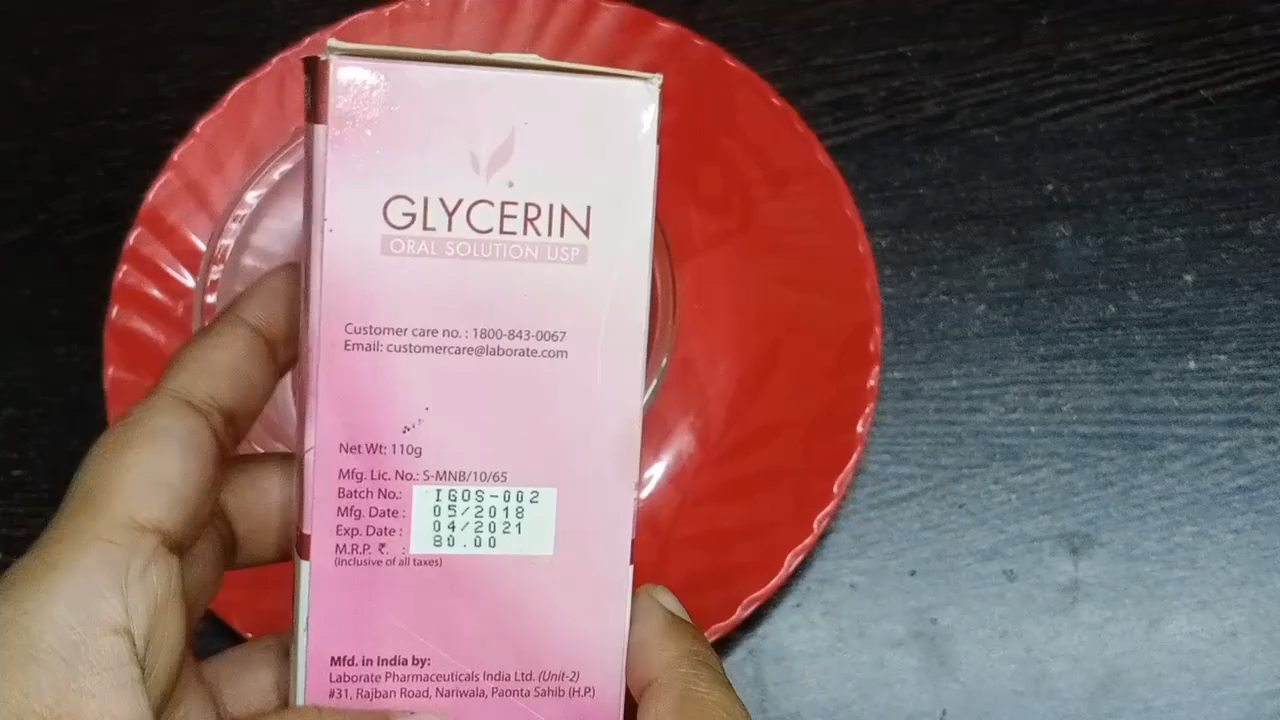 GLYCERIN
ORAL SOLUTION USP
Customer care no. : 1800-843-0067
Email: customercare@laborate.com
Net Wt: 110g
Mfg. Lic. No.: S-MNB/10/65
Batch No.: IGOS-002
Mfg. Date : 05/2018
Exp. Date : 04/2021
M.R.P. ₹. : 80.00
(inclusive of all taxes)
Mfd. in India by:
Laborate Pharmaceuticals India Ltd. (Unit-2)
#31, Rajban Road, Nariwala, Paonta Sahib (H.P.)